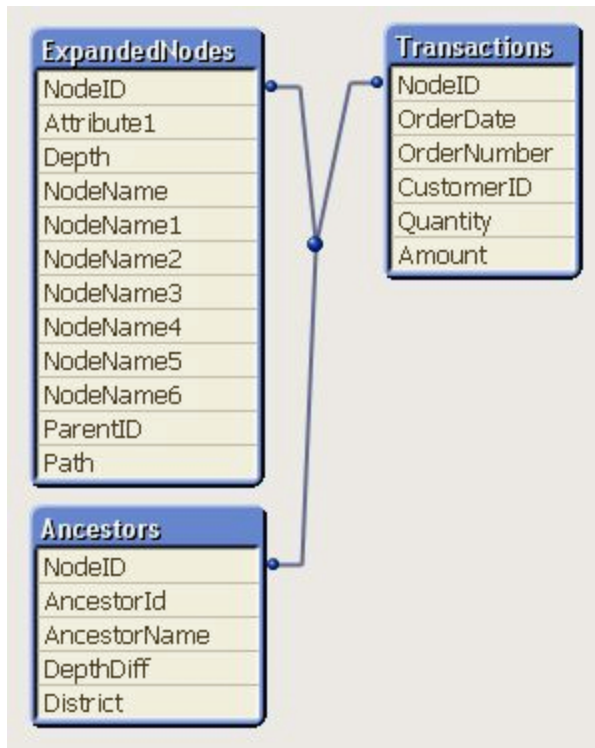 ExpandedNodes
NodeID
Attribute1
Depth
NodeName
NodeName1
NodeName2
NodeName3
NodeName4
NodeName5
NodeName6
ParentID
Path
Transactions
NodeID
OrderDate
OrderNumber
CustomerID
Quantity
Amount
Ancestors
NodeID
AncestorId
AncestorName
DepthDiff
District